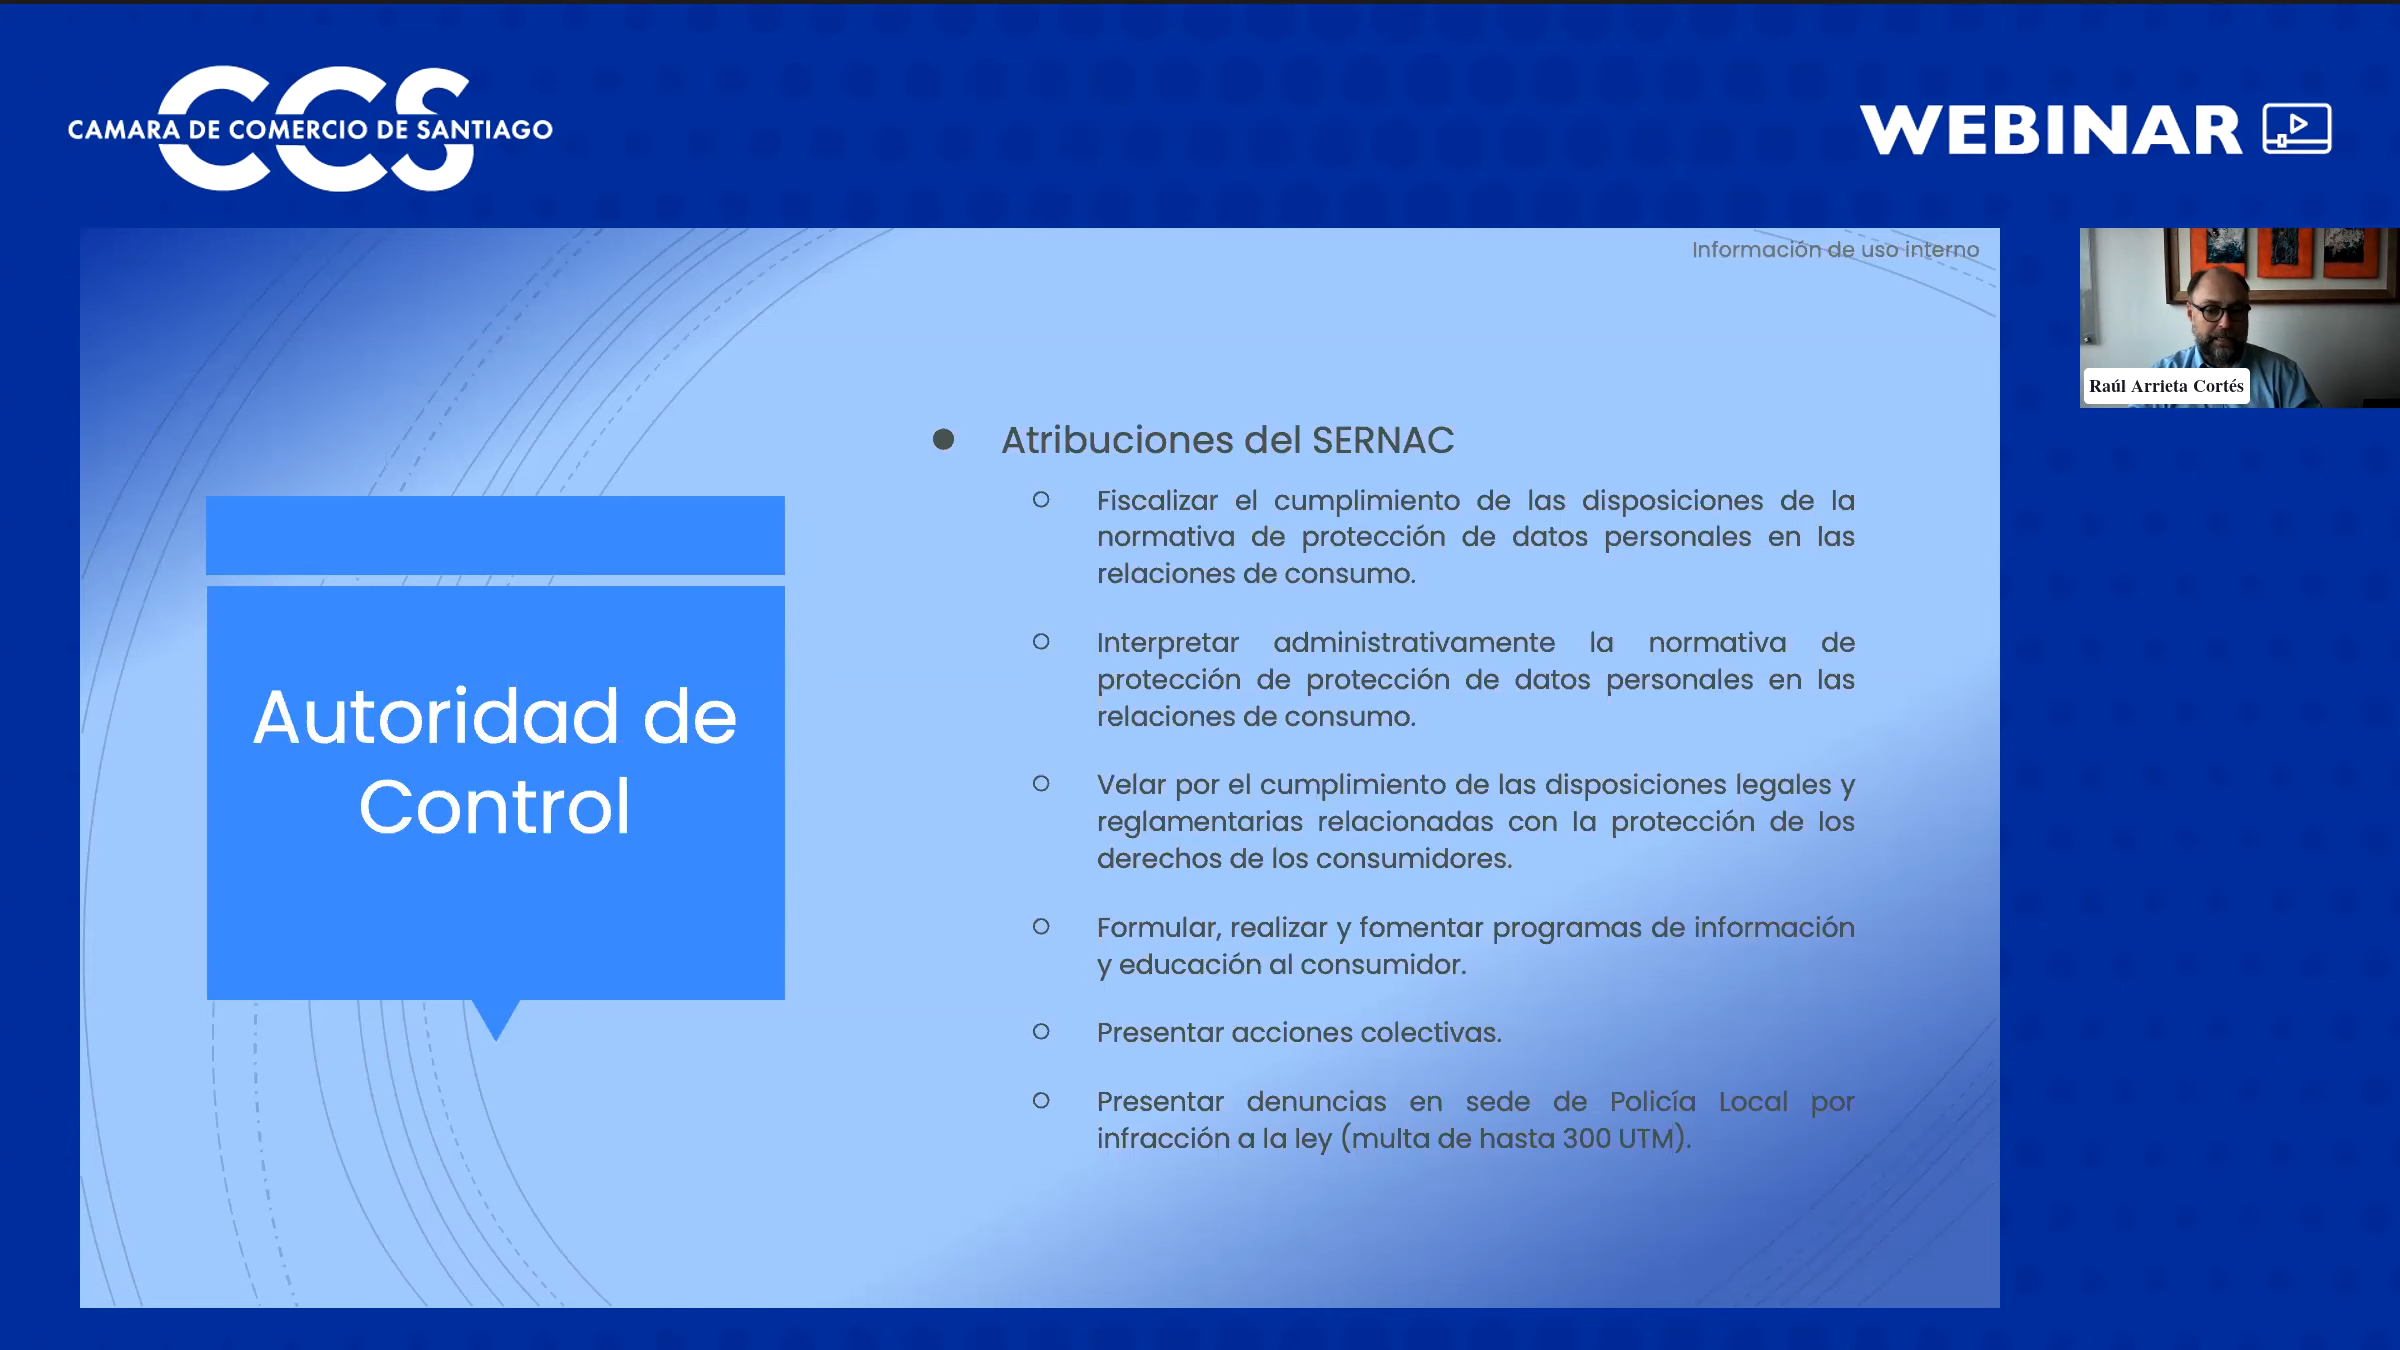 CCS
CAMARA DE COMERCIO DE SANTIAGO
WEBINAR
Información de uso interno
Raúl Arrieta Cortés
Autoridad de
Control
● Atribuciones del SERNAC
○ Fiscalizar el cumplimiento de las disposiciones de la
normativa de protección de datos personales en las
relaciones de consumo.
○ Interpretar administrativamente la normativa de
protección de protección de datos personales en las
relaciones de consumo.
○ Velar por el cumplimiento de las disposiciones legales y
reglamentarias relacionadas con la protección de los
derechos de los consumidores.
○ Formular, realizar y fomentar programas de información
y educación al consumidor.
○ Presentar acciones colectivas.
○ Presentar denuncias en sede de Policía Local por
infracción a la ley (multa de hasta 300 UTM).